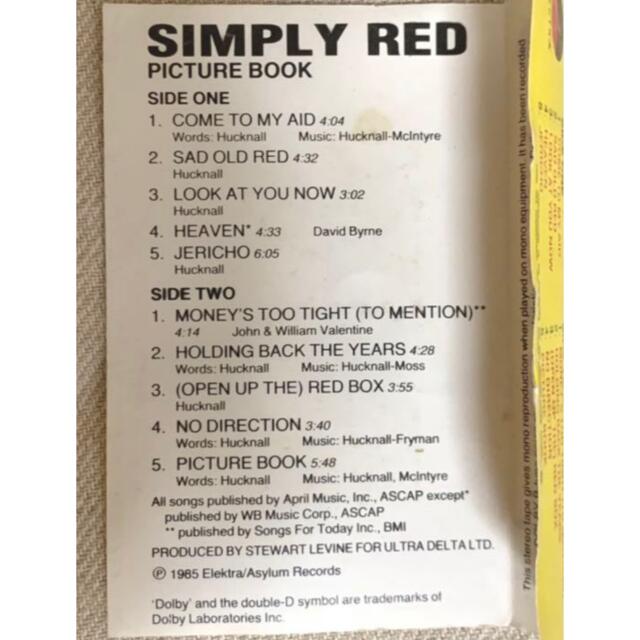 SIMPLY RED
PICTURE BOOK
SIDE ONE
1. COME TO MY AID 4:04
Words: Hucknall Music: Hucknall-McIntyre
2. SAD OLD RED 4:32
Hucknall
3. LOOK AT YOU NOW 3:02
Hucknall
4. HEAVEN* 4:33 David Byrne
5. JERICHO 6:05
Hucknall
SIDE TWO
1. MONEY'S TOO TIGHT (TO MENTION)**
4:14 John & William Valentine
2. HOLDING BACK THE YEARS 4:28
Words: Hucknall Music: Hucknall-Moss
3. (OPEN UP THE) RED BOX 3:55
Hucknall
4. NO DIRECTION 3:40
Words: Hucknall Music: Hucknall-Fryman
5. PICTURE BOOK 5:48
Words: Hucknall Music: Hucknall, McIntyre
All songs published by April Music, Inc., ASCAP except*
published by WB Music Corp., ASCAP
** published by Songs For Today Inc., BMI
PRODUCED BY STEWART LEVINE FOR ULTRA DELTA LTD.
℗ 1985 Elektra/Asylum Records
'Dolby' and the double-D symbol are trademarks of
Dolby Laboratories Inc.
This stereo tape gives mono reproduction when played on mono equipment. It has been recorded